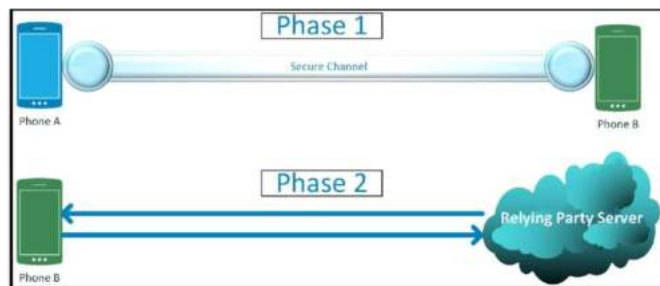 Phase 1
Secure Channel
Phone A
Phone B
Phase 2
Relying Party Server
Phone B